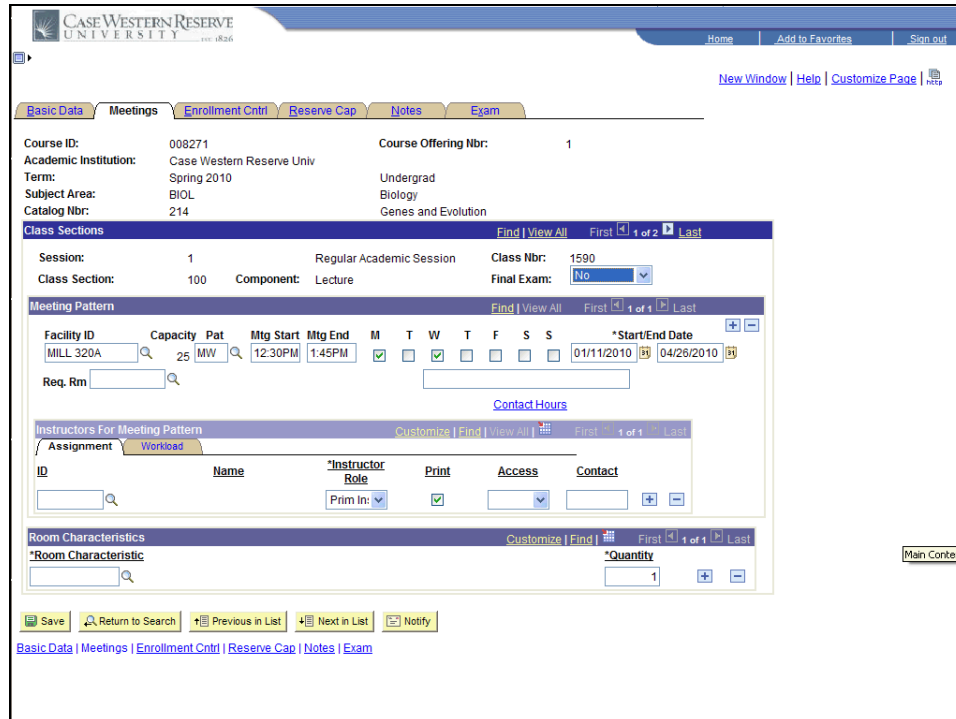 CASE WESTERN RESERVE
UNIVERSITY EST. 1826
Home Add to Favorites Sign out
New Window | Help | Customize Page | http
Basic Data Meetings Enrollment Cntrl Reserve Cap Notes Exam
Course ID: 008271 Course Offering Nbr: 1
Academic Institution: Case Western Reserve Univ
Term: Spring 2010 Undergrad
Subject Area: BIOL Biology
Catalog Nbr: 214 Genes and Evolution
Class Sections Find | View All First 1 of 2 Last
Session: 1 Regular Academic Session Class Nbr: 1590
Class Section: 100 Component: Lecture Final Exam: No
Meeting Pattern Find | View All First 1 of 1 Last
Facility ID Capacity Pat Mtg Start Mtg End M T W T F S S *Start/End Date
MILL 320A 25 MW 12:30PM 1:45PM 01/11/2010 31 04/26/2010 31
Req. Rm
Contact Hours
Instructors For Meeting Pattern Customize | Find | View All | First 1 of 1 Last
Assignment Workload
ID Name *Instructor Role Print Access Contact
Prim In:
Room Characteristics Customize | Find | First 1 of 1 Last
*Room Characteristic *Quantity
1
Main Conte
Save Return to Search Previous in List Next in List Notify
Basic Data | Meetings | Enrollment Cntrl | Reserve Cap | Notes | Exam